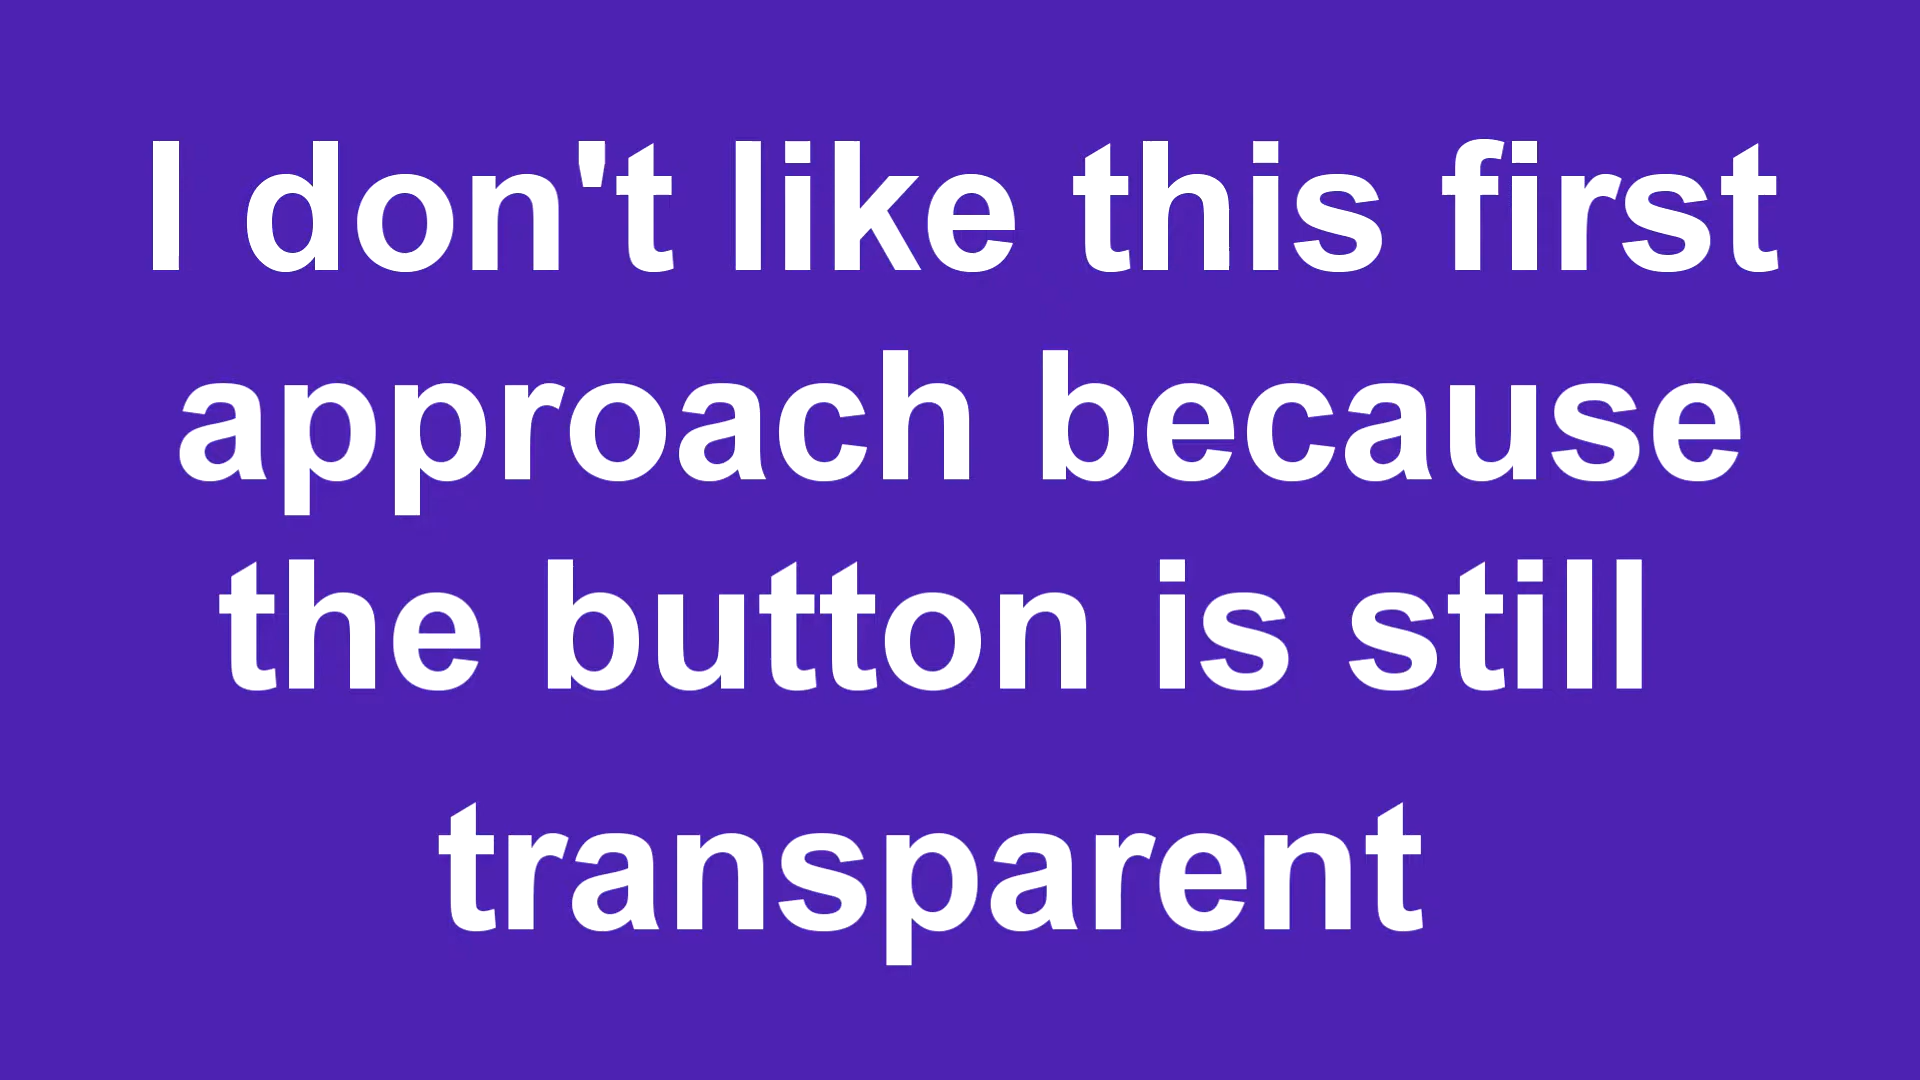 I don't like this first
approach because
the button is still
transparent